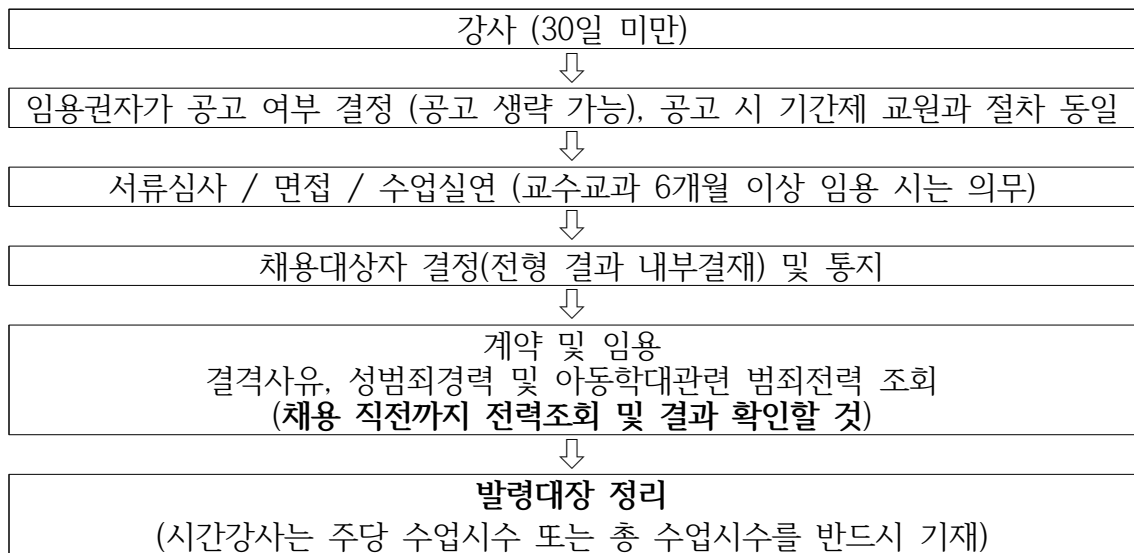 강사 (30일 미만)
임용권자가 공고 여부 결정 (공고 생략 가능), 공고 시 기간제 교원과 절차 동일
서류심사 / 면접 / 수업실연 (교수교과 6개월 이상 임용 시는 의무)
채용대상자 결정(전형 결과 내부결재) 및 통지
계약 및 임용
결격사유, 성범죄경력 및 아동학대관련 범죄전력 조회
(채용 직전까지 전력조회 및 결과 확인할 것)
발령대장 정리
(시간강사는 주당 수업시수 또는 총 수업시수를 반드시 기재)